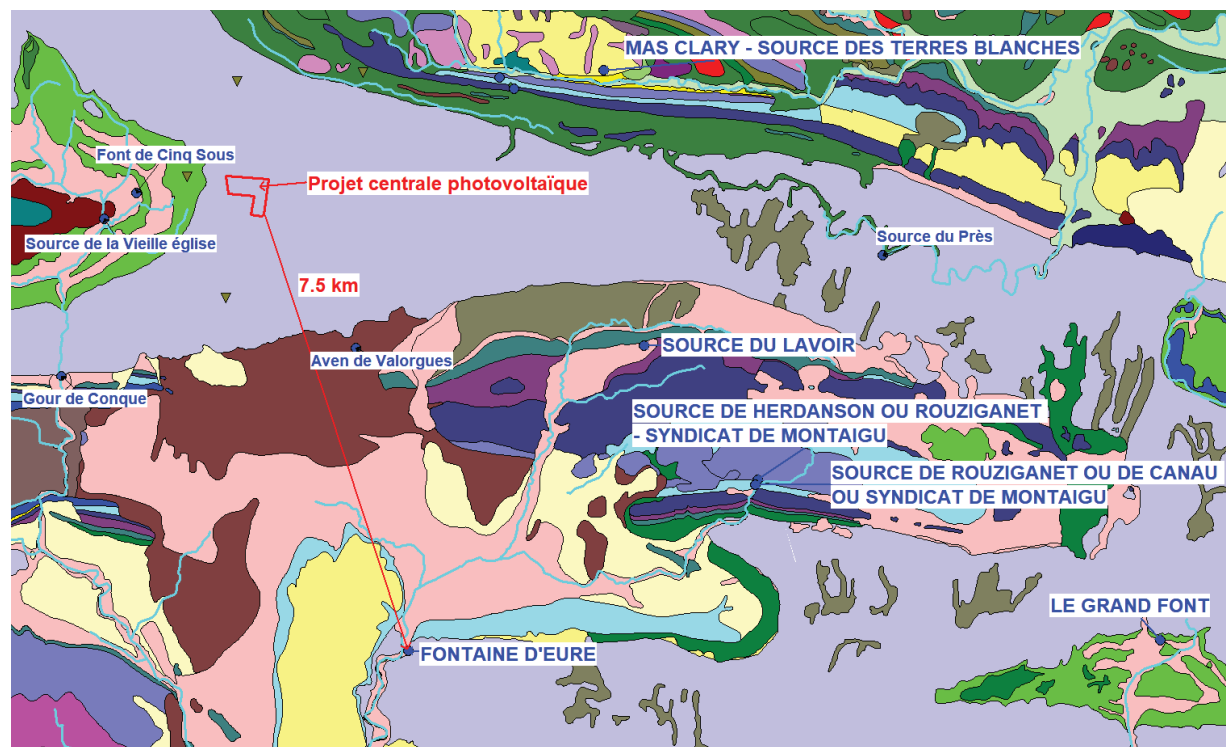 MAS CLARY - SOURCE DES TERRES BLANCHES
Font de Cinq Sous
Projet centrale photovoltaïque
Source de la Vieille église
Source du Près
7.5 km
Aven de Valorgues
SOURCE DU LAVOIR
Gour de Conque
SOURCE DE HERDANSON OU ROUZIGANET
- SYNDICAT DE MONTAIGU
SOURCE DE ROUZIGANET OU DE CANAU
OU SYNDICAT DE MONTAIGU
LE GRAND FONT
FONTAINE D'EURE